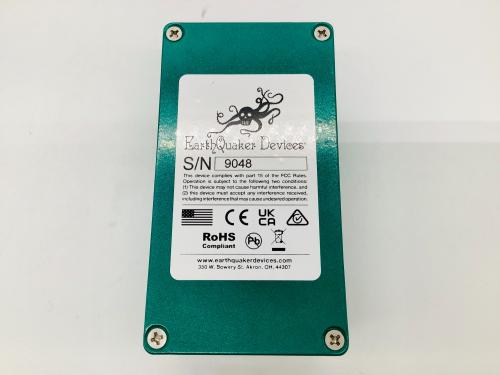 EarthQuaker Devices
S/N 9048
This device complies with part 15 of the FCC Rules.
Operation is subject to the following two conditions:
(1) This device may not cause harmful interference, and
(2) this device must accept any interference received,
including interference that may cause undesired operation.
CE UK
CA
RoHS
Compliant
Pb
www.earthquakerdevices.com
350 W. Bowery St. Akron, OH, 44307